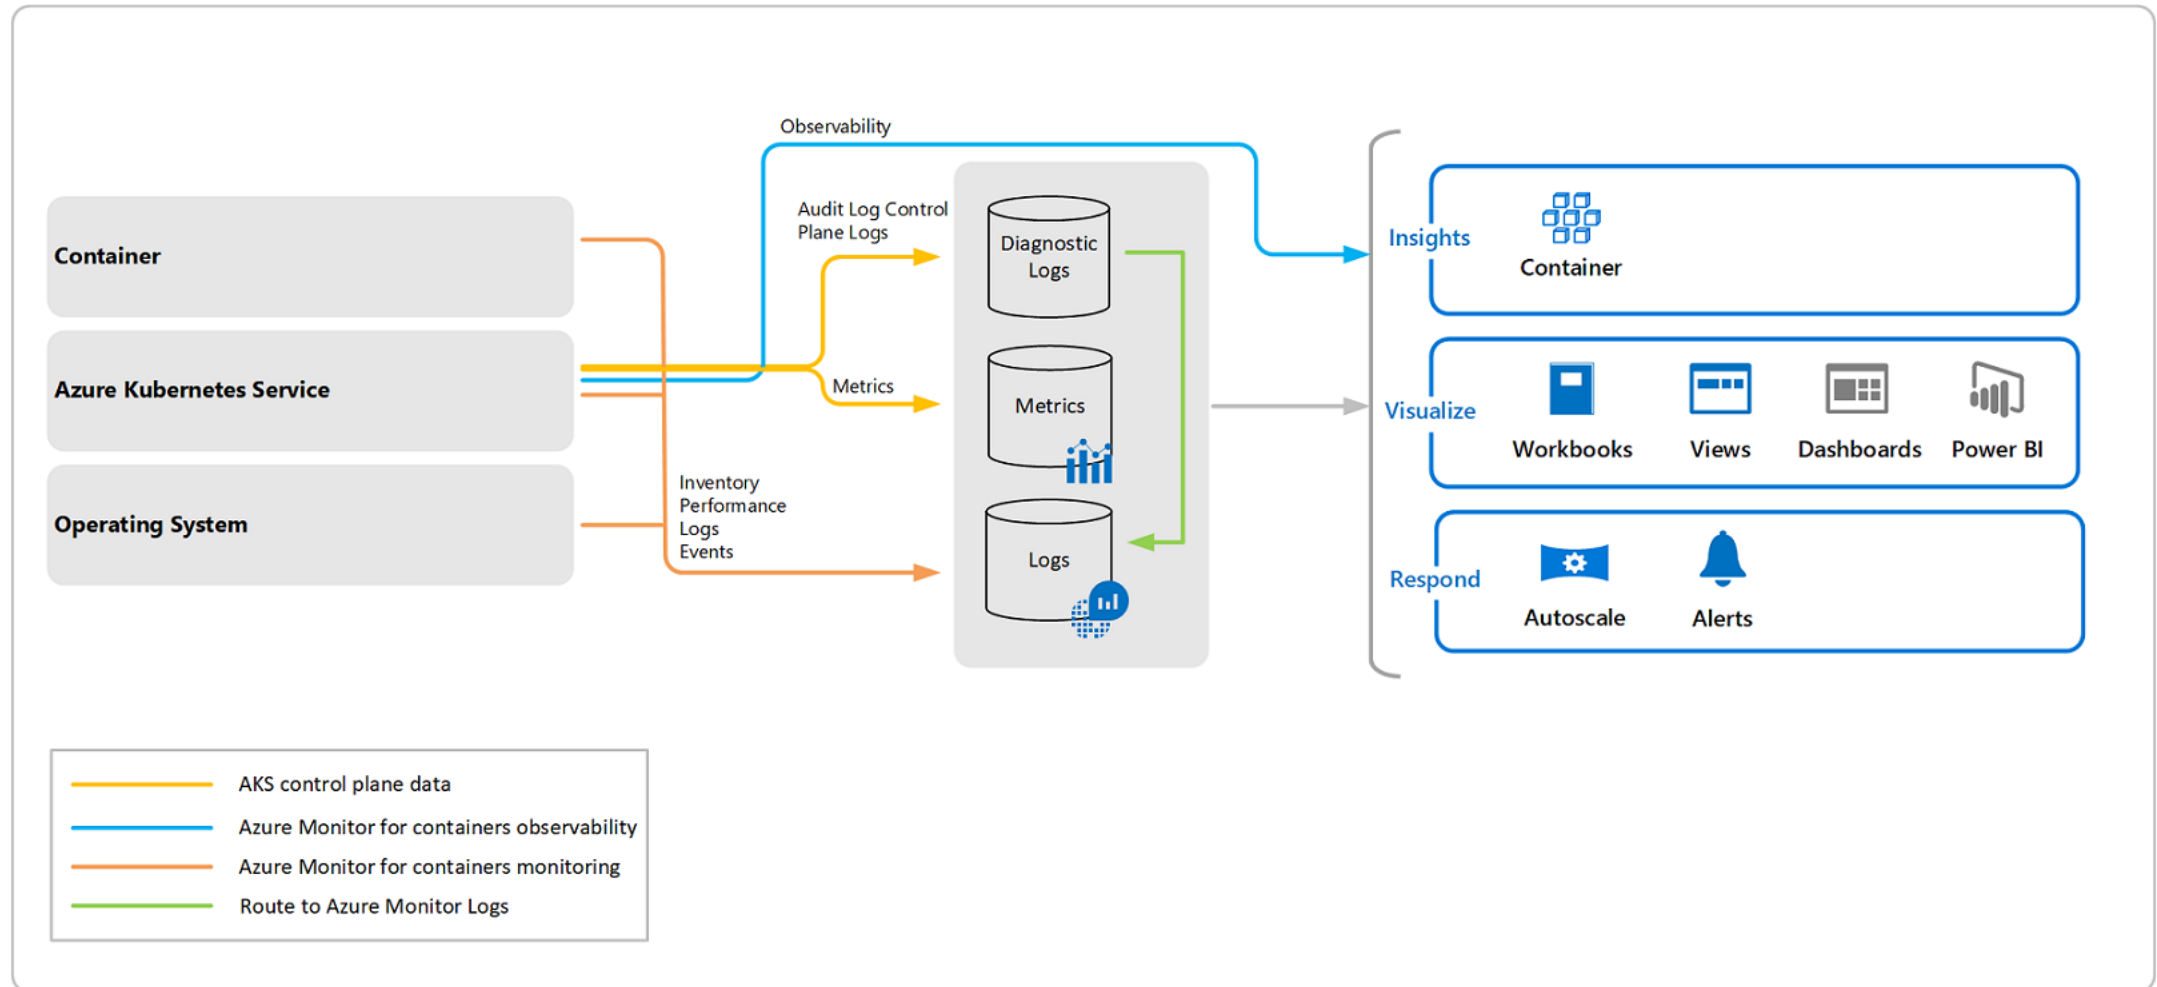 Observability
Audit Log Control
Plane Logs
Container
Azure Kubernetes Service
Operating System
Metrics
Inventory
Performance
Logs
Events
Diagnostic
Logs
Metrics
Logs
Insights
Container
Visualize
Workbooks
Views
Dashboards
Power BI
Respond
Autoscale
Alerts
AKS control plane data
Azure Monitor for containers observability
Azure Monitor for containers monitoring
Route to Azure Monitor Logs